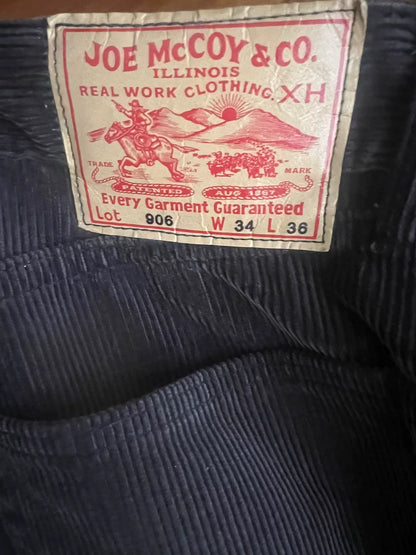 JOE McCOY & CO.
ILLINOIS
REAL WORK CLOTHING. XH
TRADE MARK
PATENTED AUG 1867
Every Garment Guaranteed
Lot 906 W 34 L 36